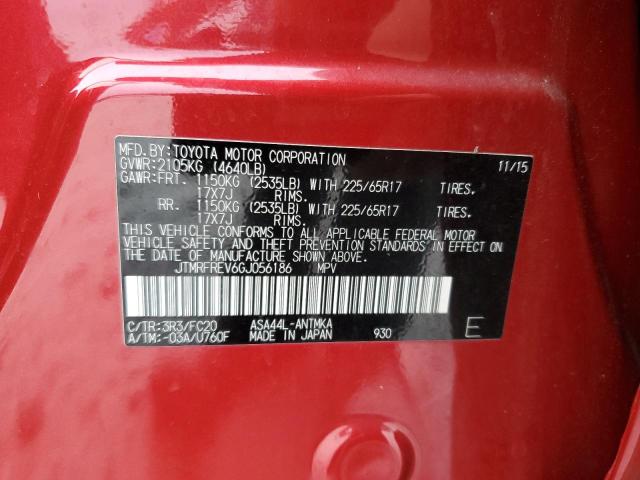 MFD.BY:TOYOTA MOTOR CORPORATION 11/15
GVWR:2105KG (4640LB)
GAWR:FRT. 1150KG (2535LB) WITH 225/65R17 TIRES.
17X7J RIMS.
RR. 1150KG (2535LB) WITH 225/65R17 TIRES.
17X7J RIMS.
THIS VEHICLE CONFORMS TO ALL APPLICABLE FEDERAL MOTOR
VEHICLE SAFETY AND THEFT PREVENTION STANDARDS IN EFFECT ON
THE DATE OF MANUFACTURE SHOWN ABOVE.
JTMRFREV6GJ056186 MPV
C/TR:3R3/FC20 ASA44L-ANTMKA 930 E
A/TM:-03A/U760F MADE IN JAPAN